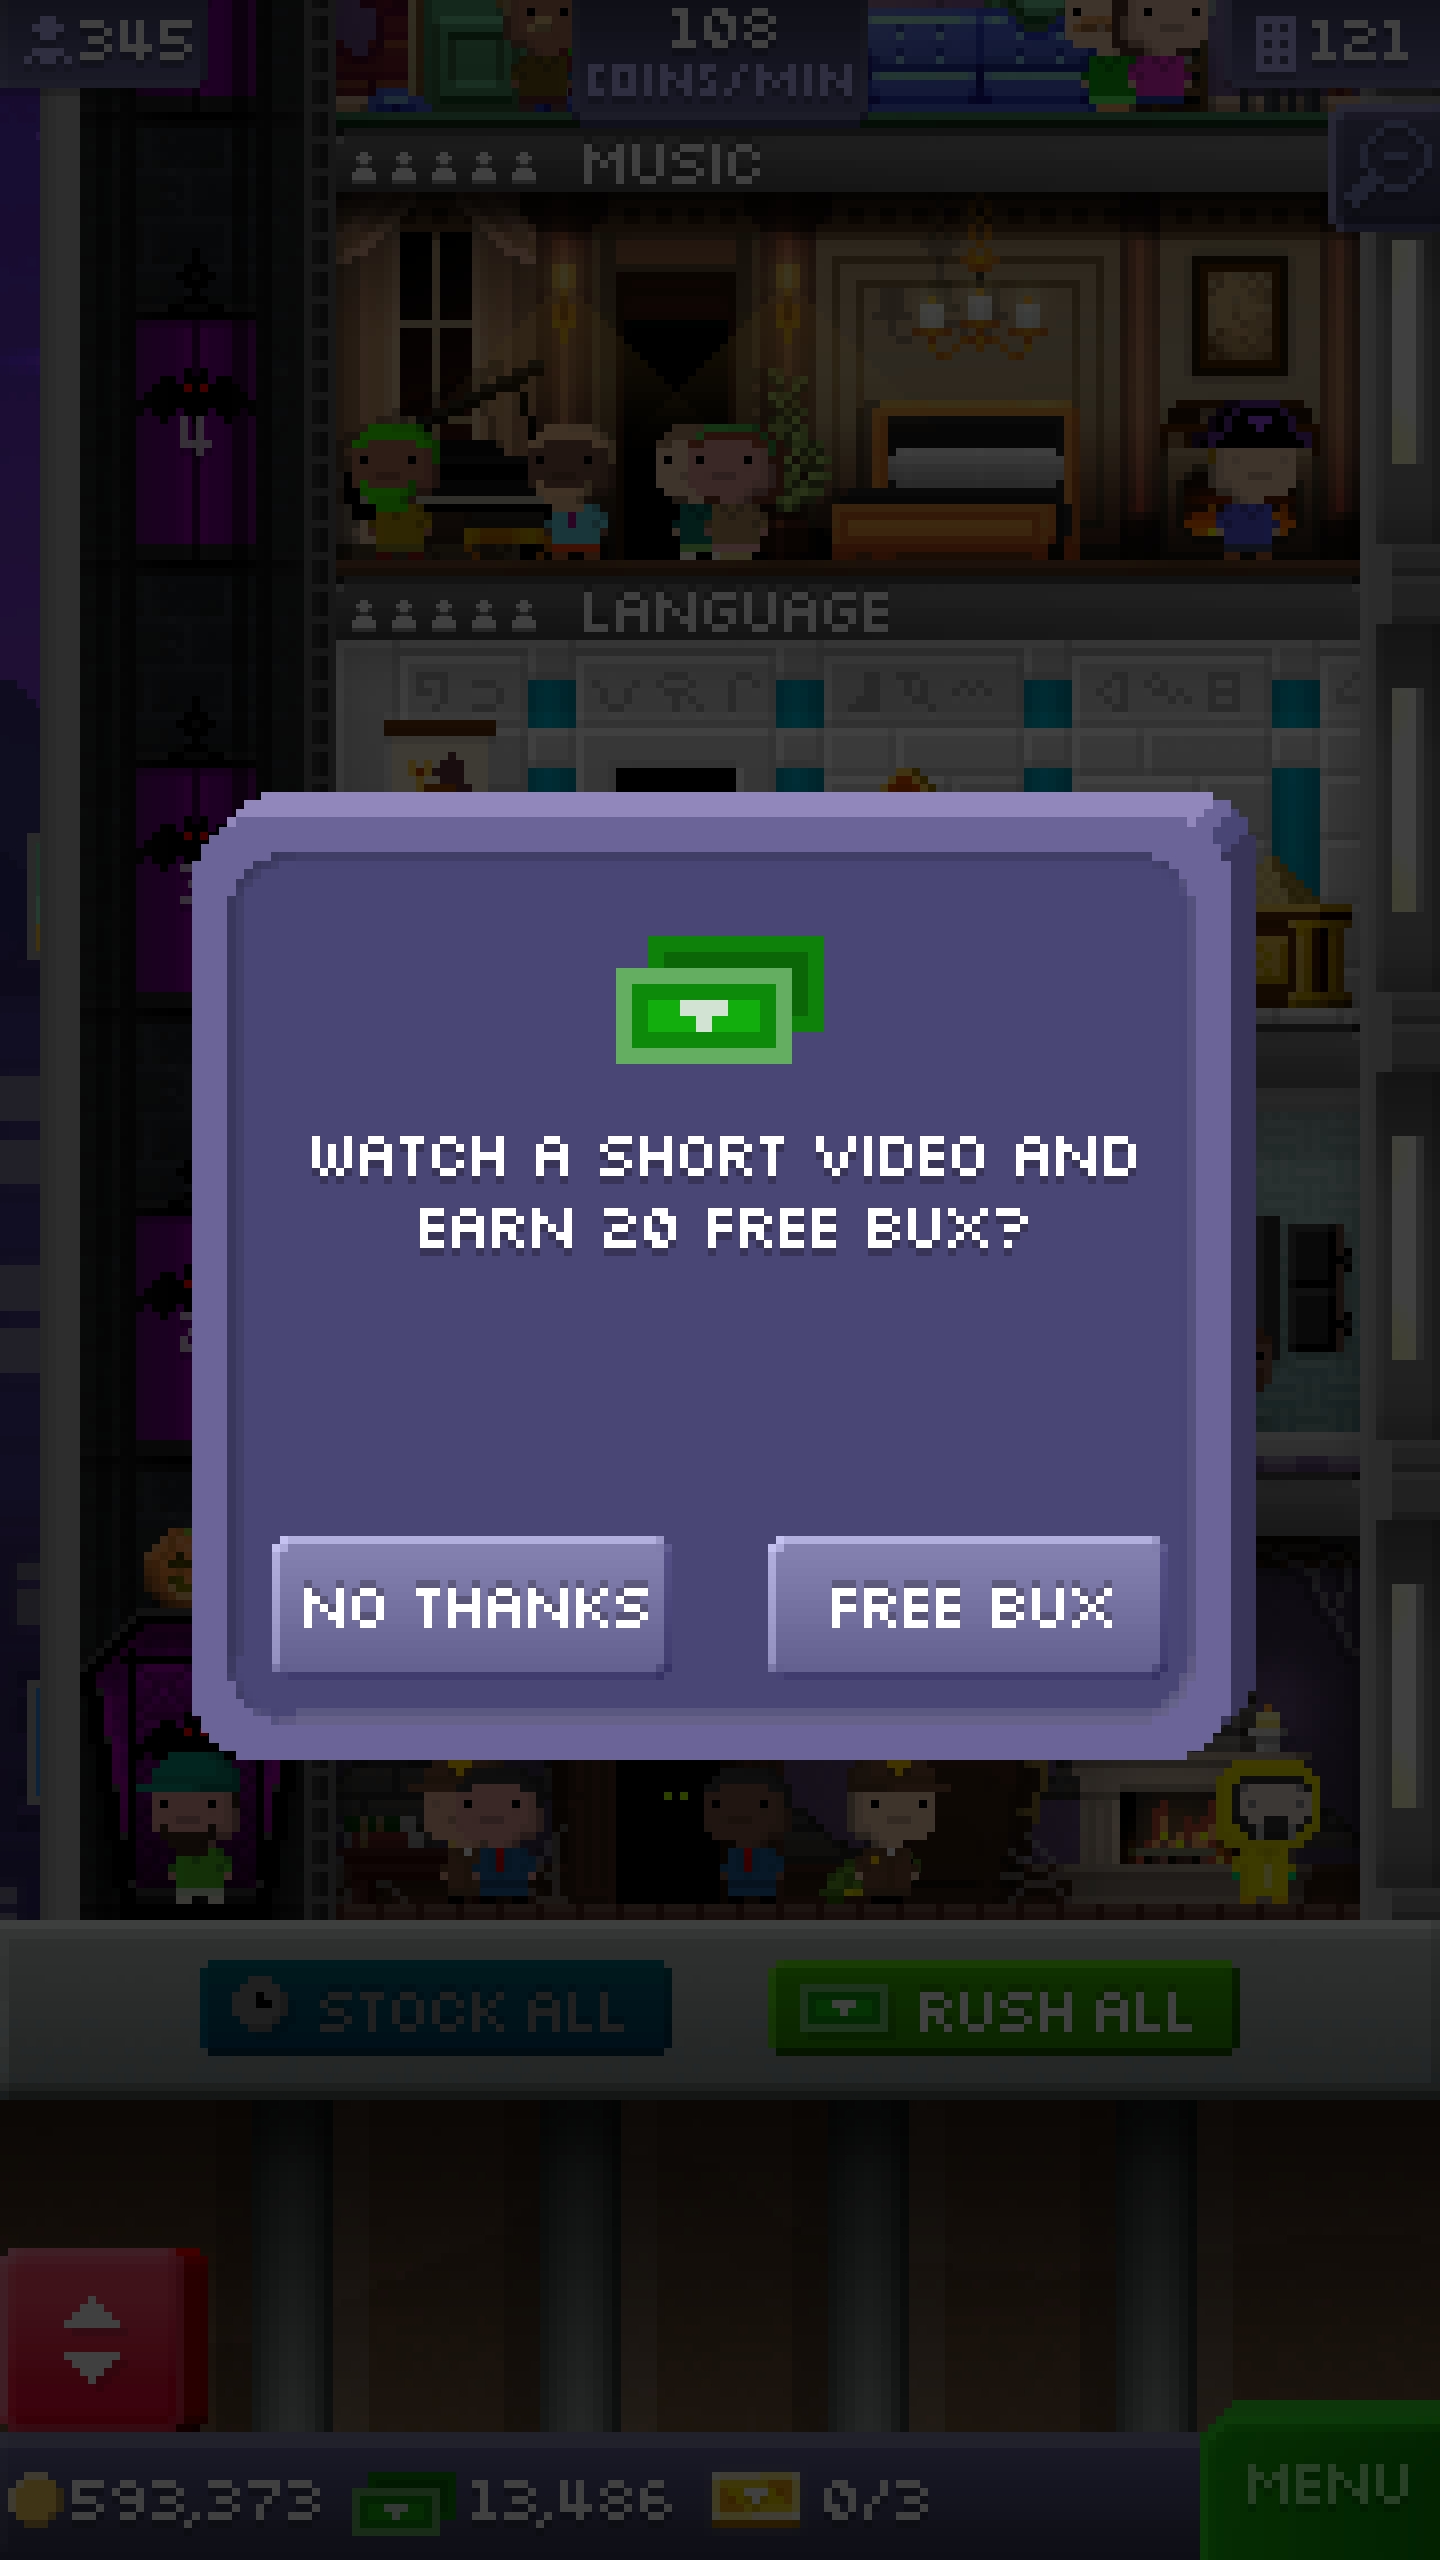 345
108
COINS/MIN
121
MUSIC
4
LANGUAGE
WATCH A SHORT VIDEO AND
EARN 20 FREE BUX?
NO THANKS
FREE BUX
STOCK ALL
RUSH ALL
593,373
13,486
0/3
MENU